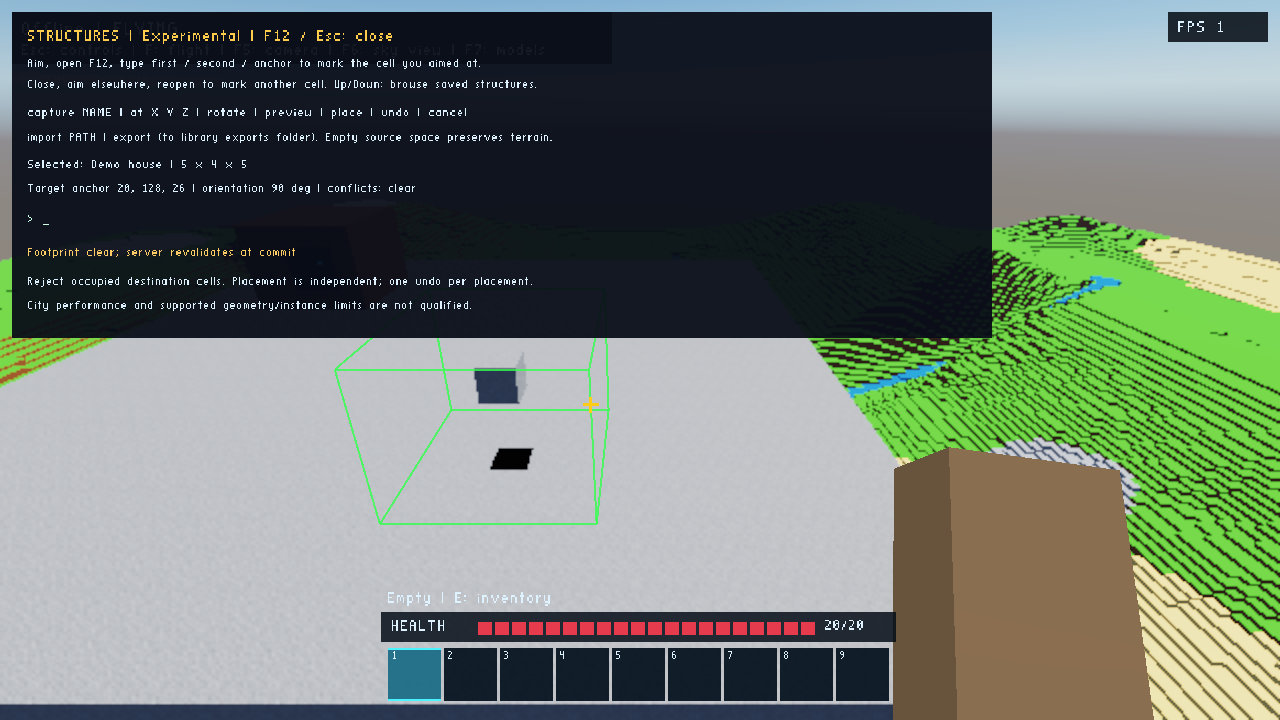 STRUCTURES | Experimental | F12 / Esc: close
FPS 1
Aim, open F12, type first / second / anchor to mark the cell you aimed at.
Close, aim elsewhere, reopen to mark another cell. Up/Down: browse saved structures.
capture NAME | at X Y Z | rotate | preview | place | undo | cancel
import PATH | export (to library exports folder). Empty source space preserves terrain.
Selected: Demo house | 5 x 4 x 5
Target anchor 20, 128, 26 | orientation 90 deg | conflicts: clear
> _
Footprint clear; server revalidates at commit
Reject occupied destination cells. Placement is independent; one undo per placement.
City performance and supported geometry/instance limits are not qualified.
Empty | E: inventory
HEALTH 20/20
1 2 3 4 5 6 7 8 9